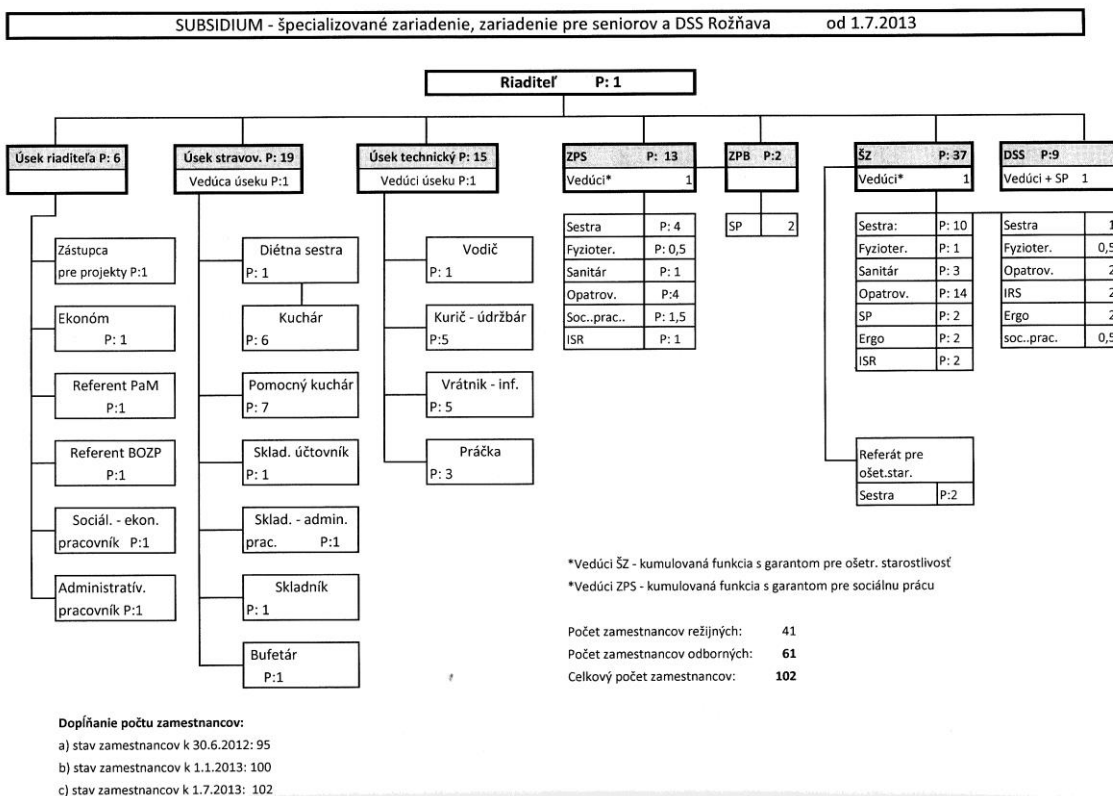 SUBSIDIUM - špecializované zariadenie, zariadenie pre seniorov a DSS Rožňava od 1.7.2013
Riaditeľ P: 1
Úsek riaditeľa P: 6
Zástupca
pre projekty P:1
Ekonóm
P: 1
Referent PaM
P:1
Referent BOZP
P:1
Sociál. - ekon.
pracovník P:1
Administratív.
pracovník P:1
Úsek stravov. P: 19
Vedúca úseku P:1
Diétna sestra
P: 1
Kuchár
P: 6
Pomocný kuchár
P: 7
Sklad. účtovník
P: 1
Sklad. - admin.
prac. P:1
Skladník
P: 1
Bufetár
P:1
Úsek technický P: 15
Vedúci úseku P:1
Vodič
P: 1
Kurič - údržbár
P:5
Vrátnik - inf.
P: 5
Práčka
P: 3
ZPS P: 13
Vedúci* 1
Sestra P: 4
Fyzioter. P: 0,5
Sanitár P: 1
Opatrov. P:4
Soc..prac.. P: 1,5
ISR P: 1
ZPB P:2
SP 2
ŠZ P: 37
Vedúci* 1
Sestra: P: 10
Fyzioter. P: 1
Sanitár P: 3
Opatrov. P: 14
SP P: 2
Ergo P: 2
ISR P: 2
Referát pre
ošet.star.
Sestra P:2
DSS P:9
Vedúci + SP 1
Sestra 1
Fyzioter. 0,5
Opatrov. 2
IRS 2
Ergo 2
soc..prac. 0,5
*Vedúci ŠZ - kumulovaná funkcia s garantom pre ošetr. starostlivosť
*Vedúci ZPS - kumulovaná funkcia s garantom pre sociálnu prácu
Počet zamestnancov režijných: 41
Počet zamestnancov odborných: 61
Celkový počet zamestnancov: 102
Dopĺňanie počtu zamestnancov:
a) stav zamestnancov k 30.6.2012: 95
b) stav zamestnancov k 1.1.2013: 100
c) stav zamestnancov k 1.7.2013: 102